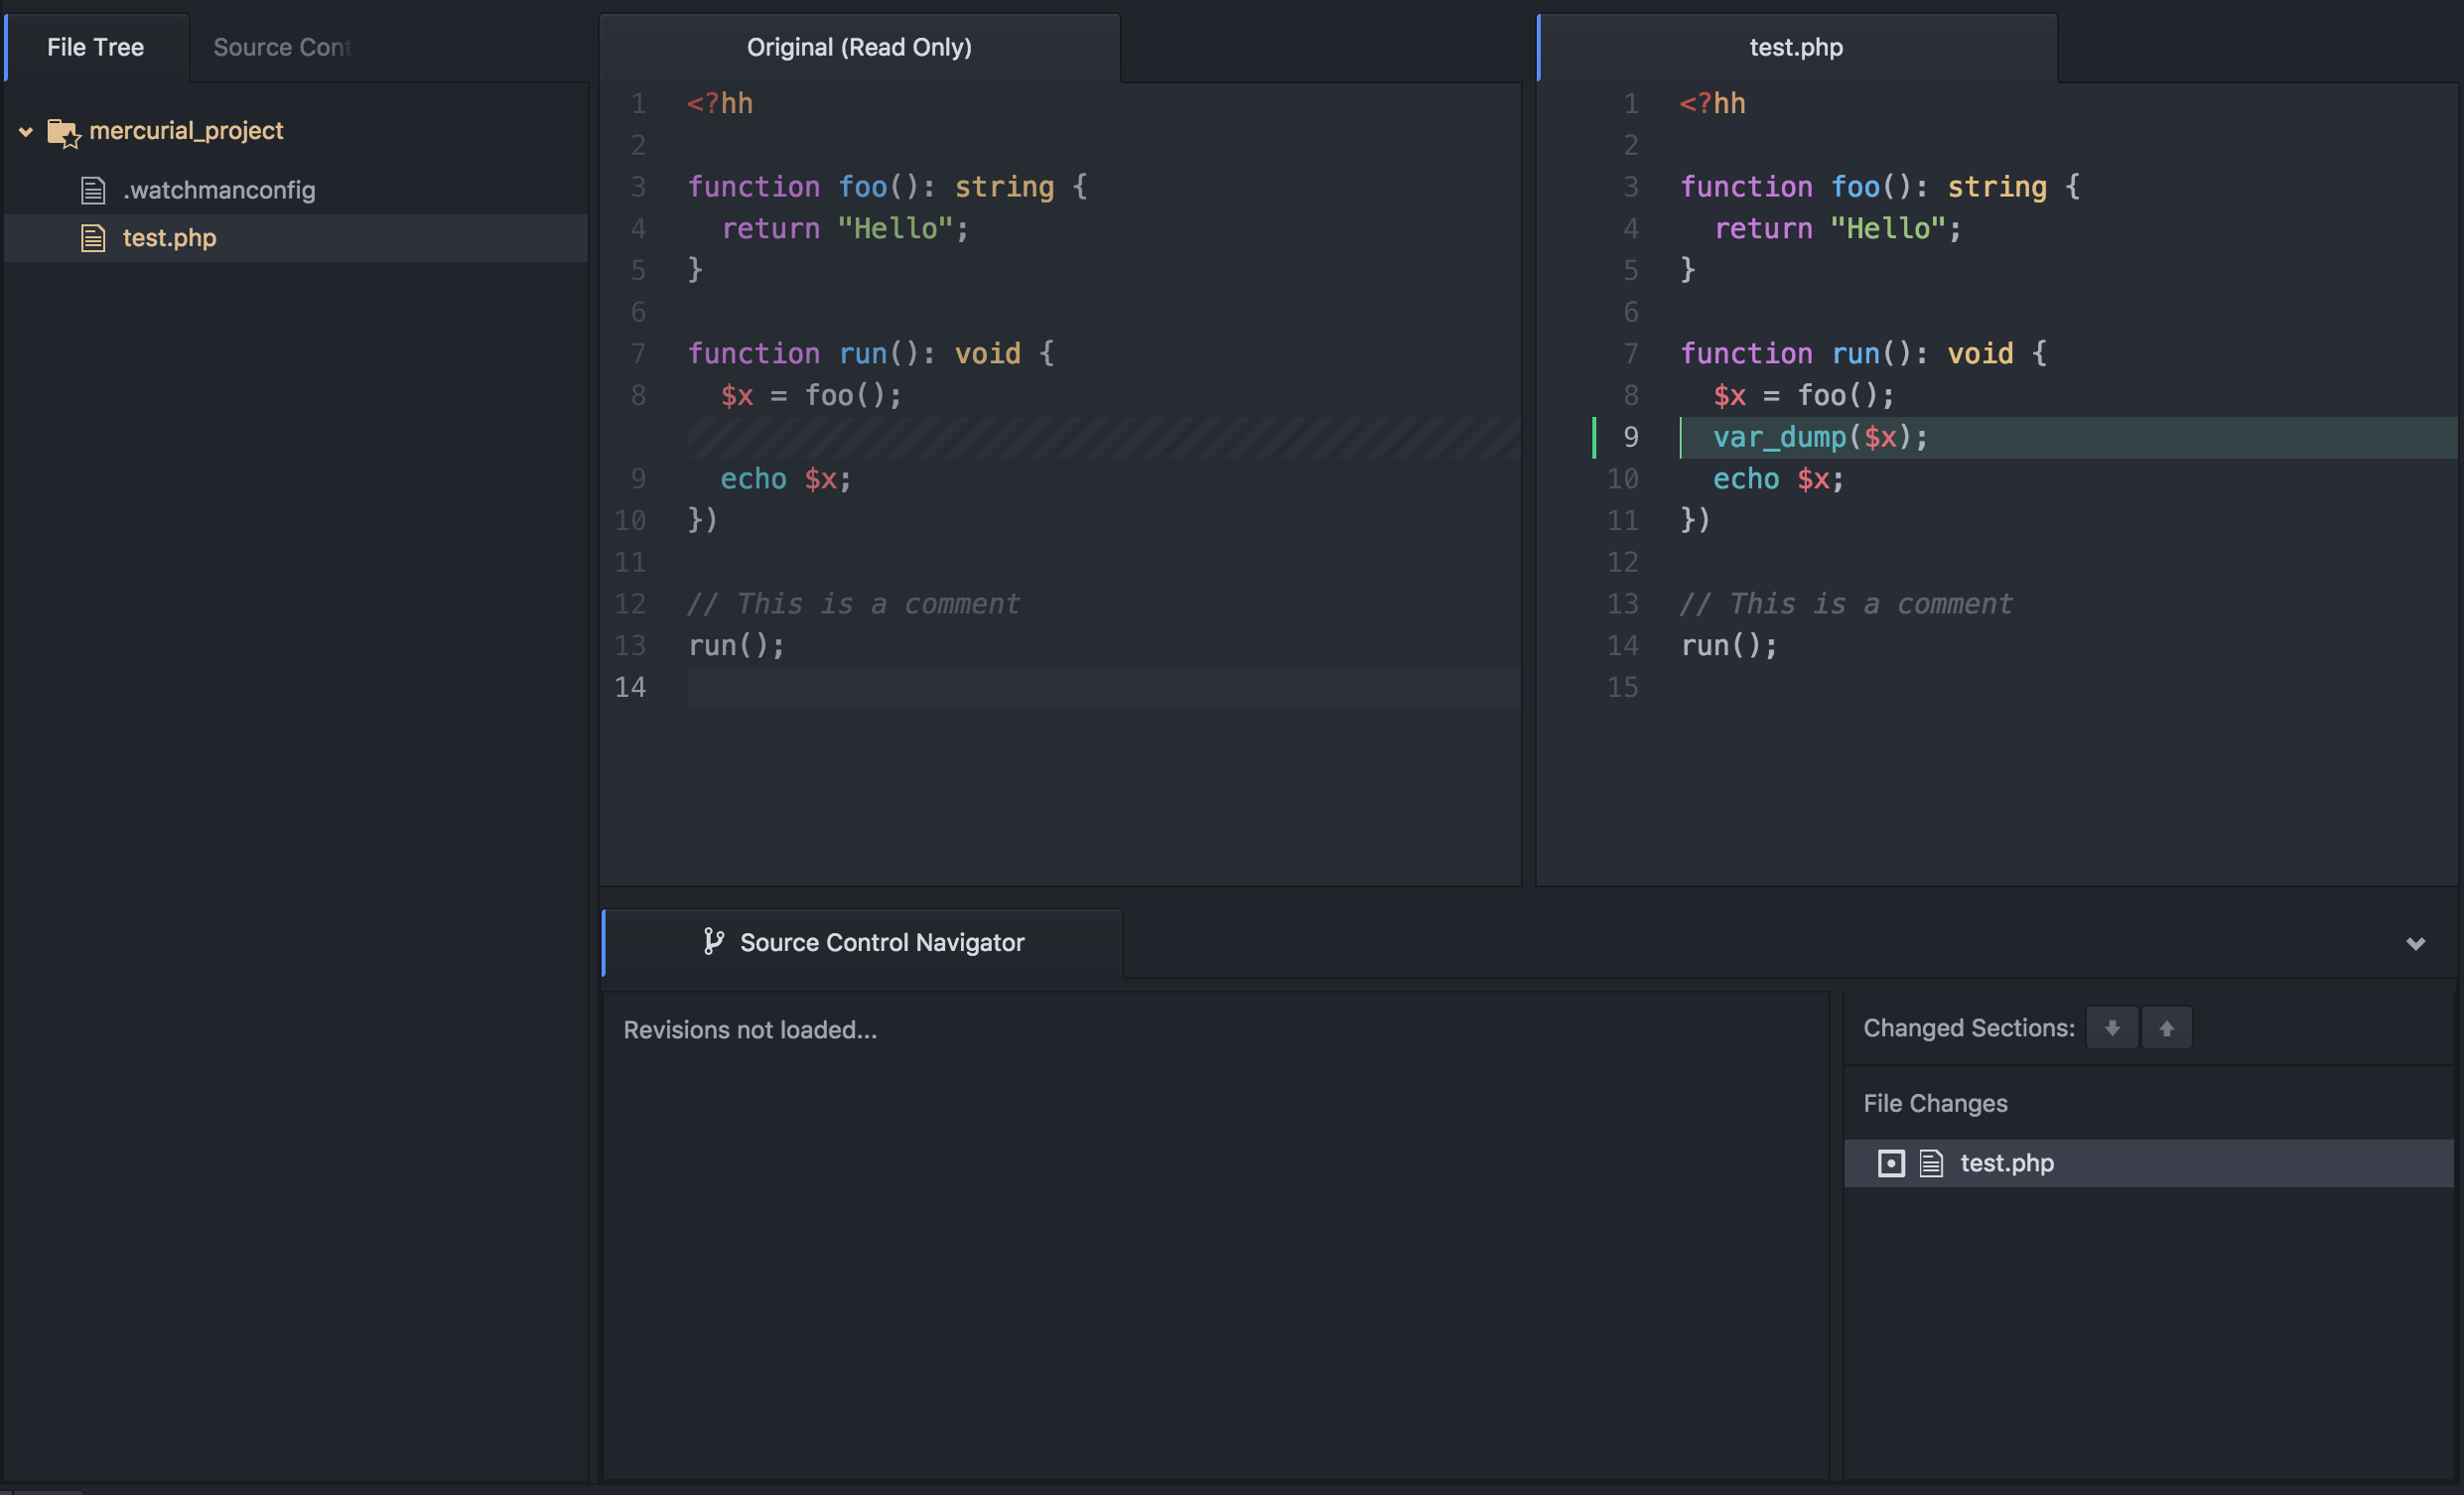 File Tree
Source Cont
mercurial_project
.watchmanconfig
test.php
Original (Read Only)
1 <?hh
2
3 function foo(): string {
4   return "Hello";
5 }
6
7 function run(): void {
8   $x = foo();
9   echo $x;
10 })
11
12 // This is a comment
13 run();
14
test.php
1 <?hh
2
3 function foo(): string {
4   return "Hello";
5 }
6
7 function run(): void {
8   $x = foo();
9   var_dump($x);
10   echo $x;
11 })
12
13 // This is a comment
14 run();
15
Source Control Navigator
Revisions not loaded...
Changed Sections:
File Changes
test.php